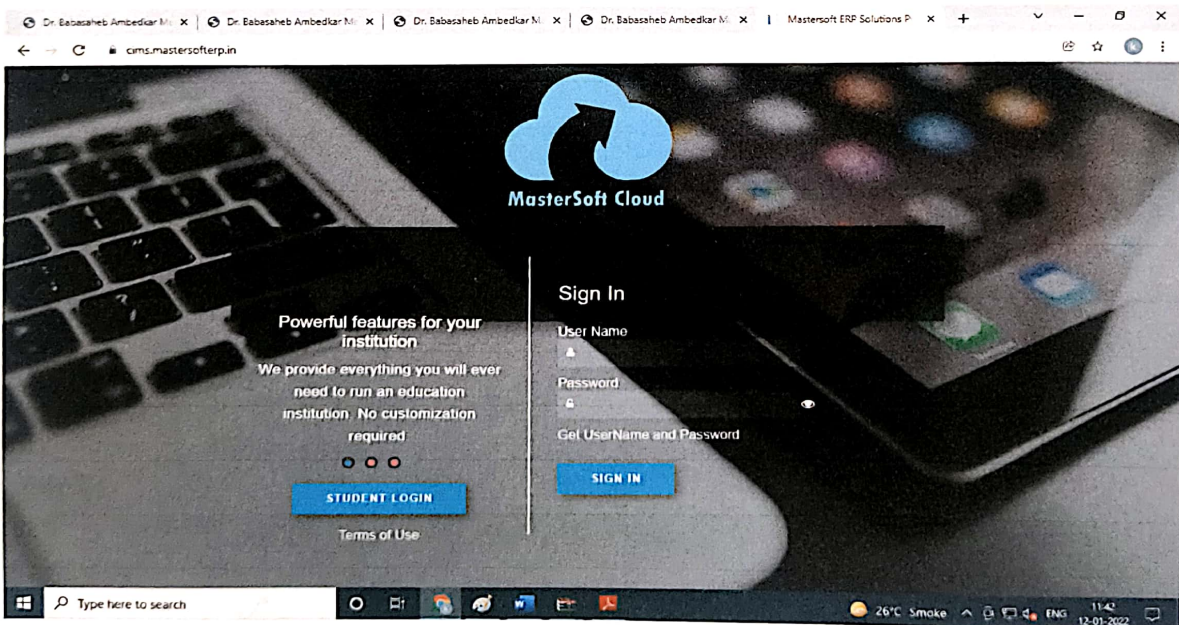 Dr. Babasaheb Ambedkar M
Dr. Babasaheb Ambedkar M
Dr. Babasaheb Ambedkar M
Dr. Babasaheb Ambedkar M
Mastersoft ERP Solutions P
cims.mastersofterp.in
MasterSoft Cloud
Powerful features for your
institution
We provide everything you will ever
need to run an education
institution. No customization
required
STUDENT LOGIN
Terms of Use
Sign In
User Name
Password
Get UserName and Password
SIGN IN
Type here to search
26°C Smoke
ENG
11:42
12-01-2022